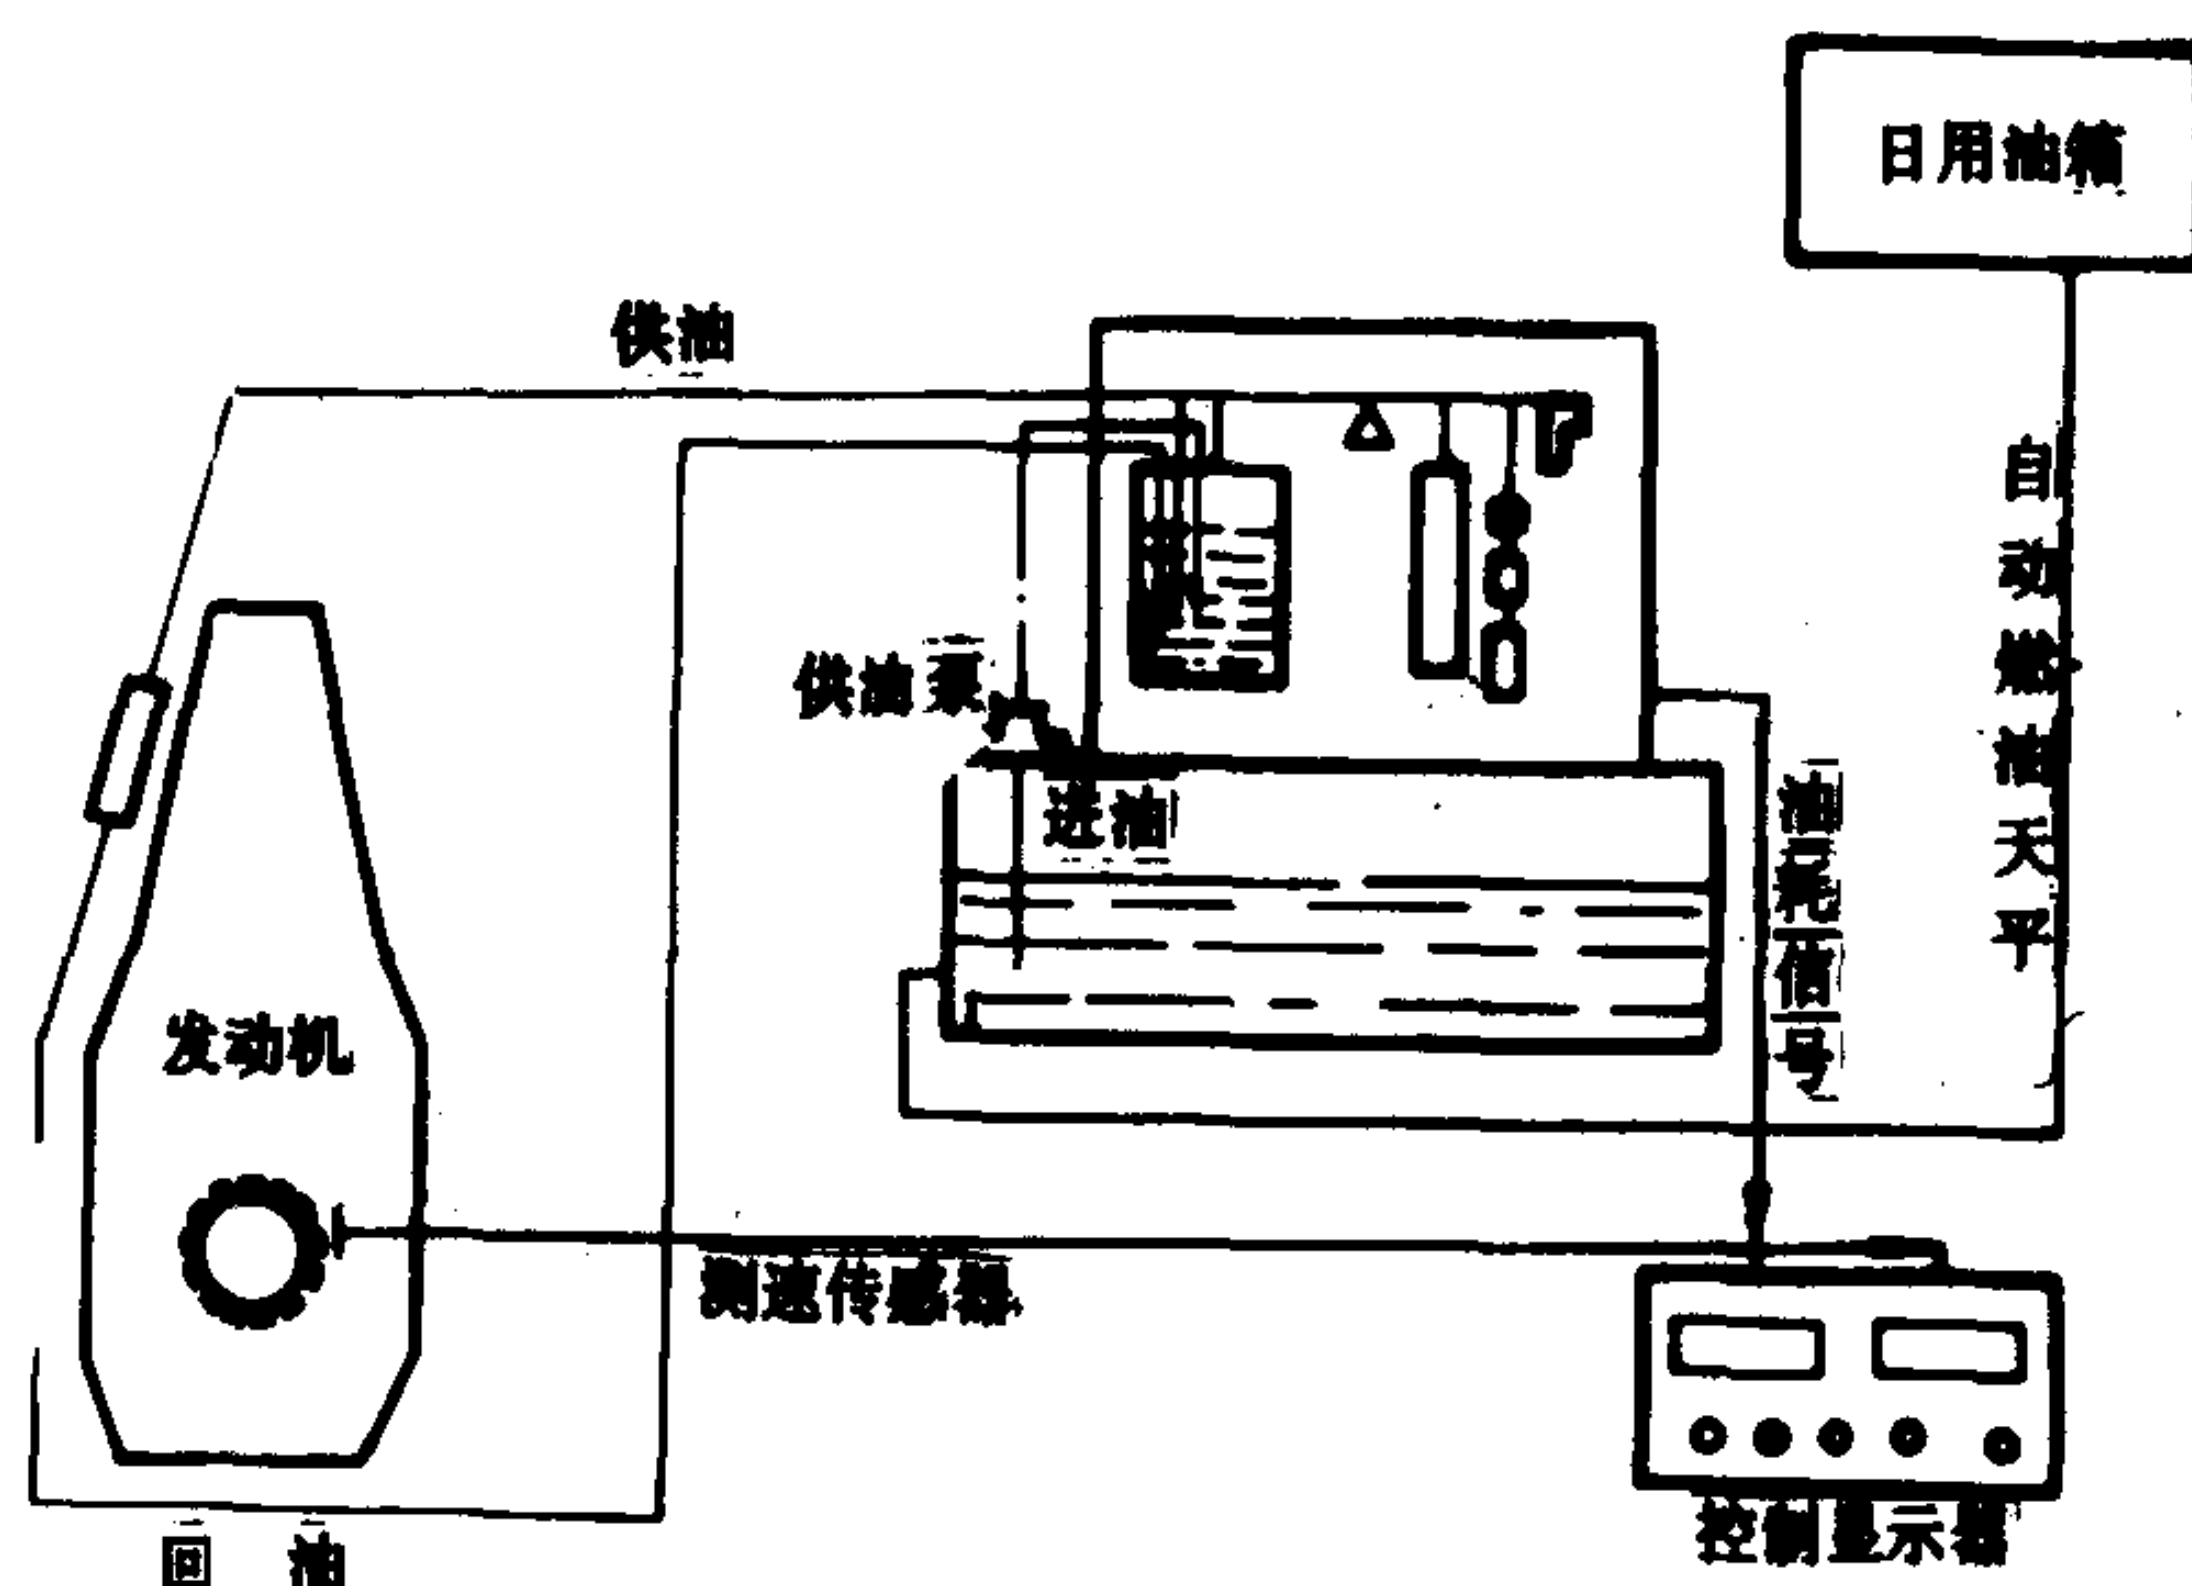 日用油箱
供油
自动燃油天平
供油泵
进油
油耗信号
发动机
测速传感器
控制显示器
回油